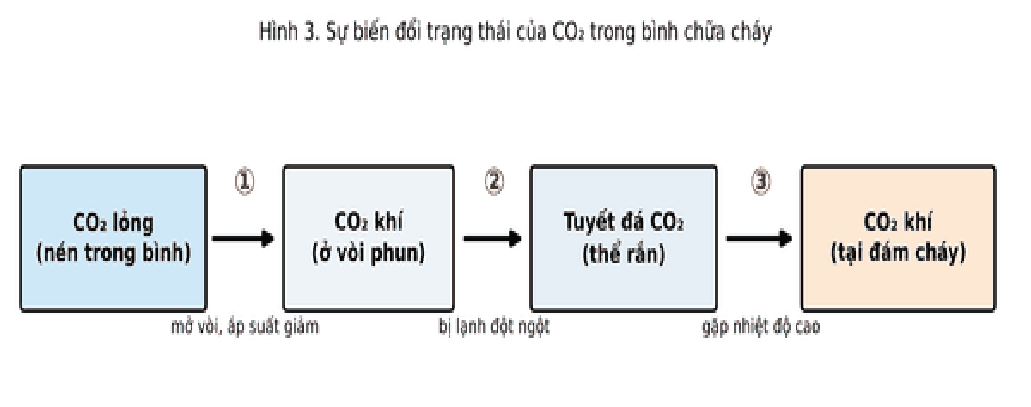 Hình 3. Sự biến đổi trạng thái của CO₂ trong bình chữa cháy
①
②
③
CO₂ lỏng
(nén trong bình)
CO₂ khí
(ở vòi phun)
Tuyết đá CO₂
(thể rắn)
CO₂ khí
(tại đám cháy)
mở vòi, áp suất giảm
bị lạnh đột ngột
gặp nhiệt độ cao